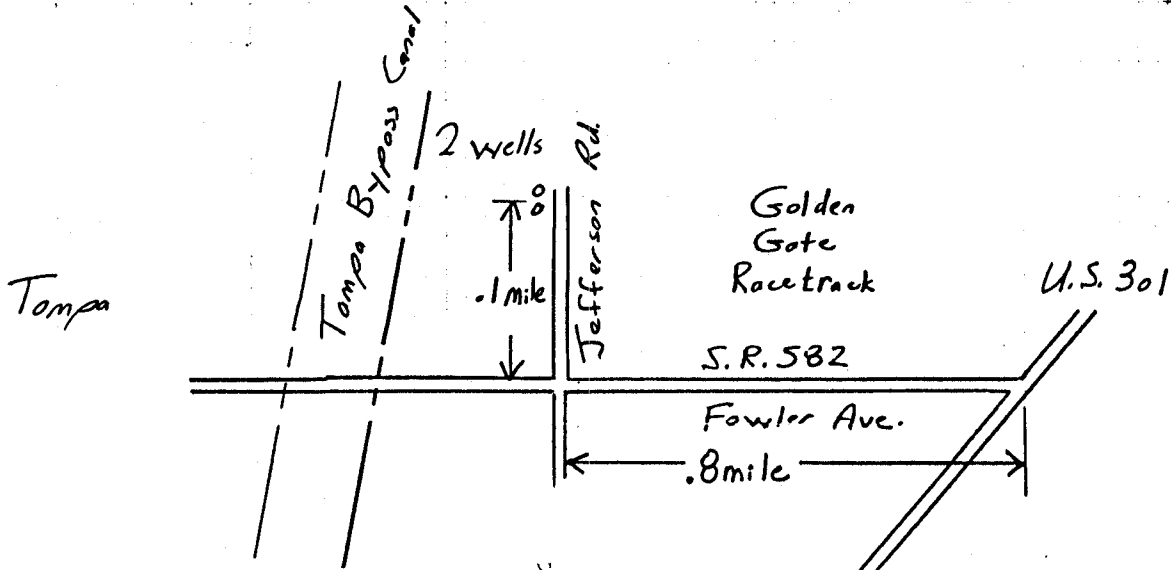 Tampa Bypass Canal
2 wells
Jefferson Rd.
Golden
Gate
Racetrack
U.S. 301
Tampa
.1 mile
S.R. 582
Fowler Ave.
.8 mile